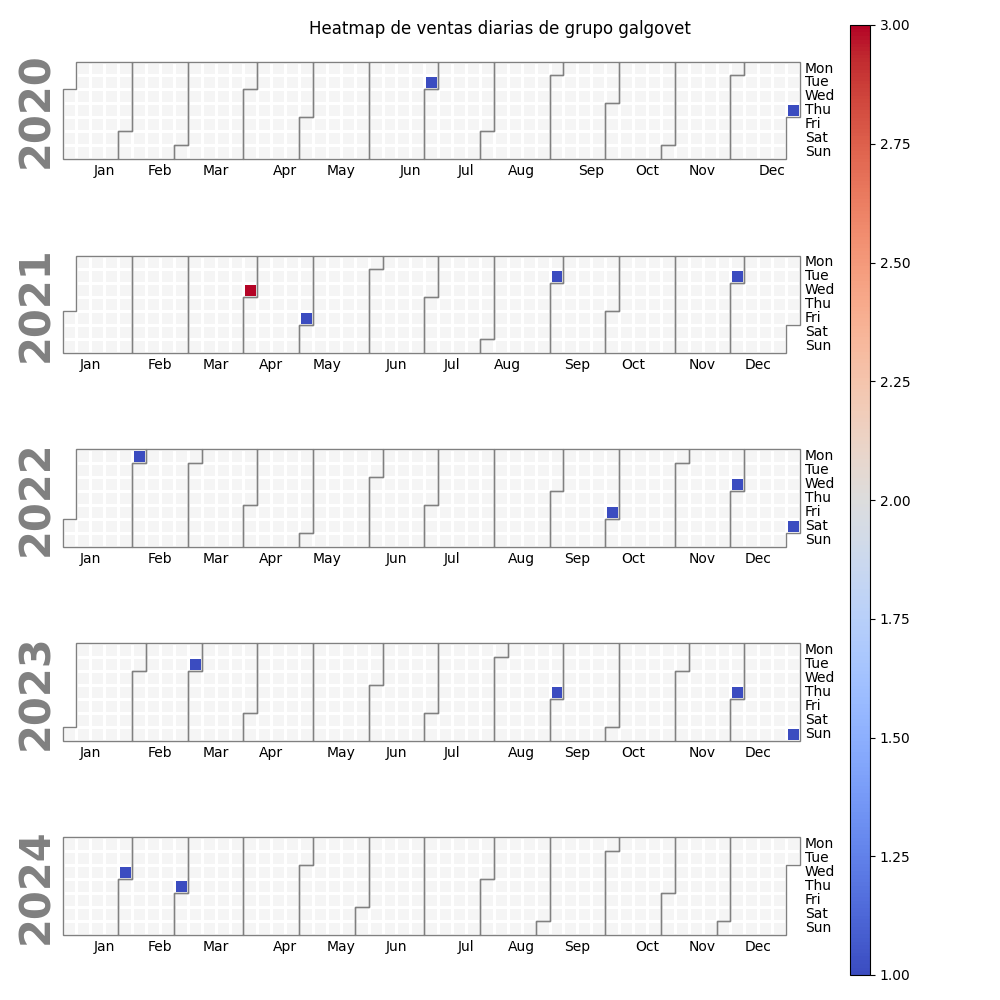 Heatmap de ventas diarias de grupo galgovet
2020
Mon
Tue
Wed
Thu
Fri
Sat
Sun
Jan Feb Mar Apr May Jun Jul Aug Sep Oct Nov Dec
2021
Mon
Tue
Wed
Thu
Fri
Sat
Sun
Jan Feb Mar Apr May Jun Jul Aug Sep Oct Nov Dec
2022
Mon
Tue
Wed
Thu
Fri
Sat
Sun
Jan Feb Mar Apr May Jun Jul Aug Sep Oct Nov Dec
2023
Mon
Tue
Wed
Thu
Fri
Sat
Sun
Jan Feb Mar Apr May Jun Jul Aug Sep Oct Nov Dec
2024
Mon
Tue
Wed
Thu
Fri
Sat
Sun
Jan Feb Mar Apr May Jun Jul Aug Sep Oct Nov Dec
3.00
2.75
2.50
2.25
2.00
1.75
1.50
1.25
1.00